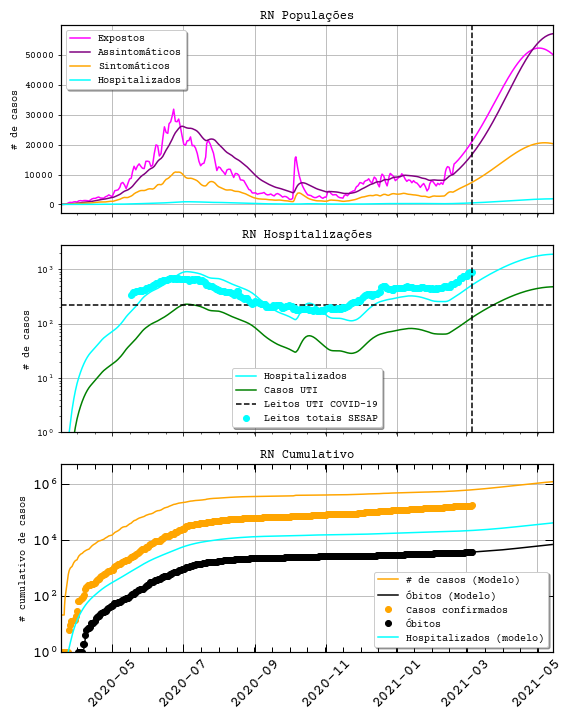 RN Populações
# de casos
50000
40000
30000
20000
10000
0
Expostos
Assintomáticos
Sintomáticos
Hospitalizados
RN Hospitalizações
# de casos
10³
10²
10¹
10⁰
Hospitalizados
Casos UTI
Leitos UTI COVID-19
Leitos totais SESAP
RN Cumulativo
# cumulativo de casos
10⁶
10⁴
10²
10⁰
# de casos (Modelo)
Óbitos (Modelo)
Casos confirmados
Óbitos
Hospitalizados (modelo)
2020-05
2020-07
2020-09
2020-11
2021-01
2021-03
2021-05